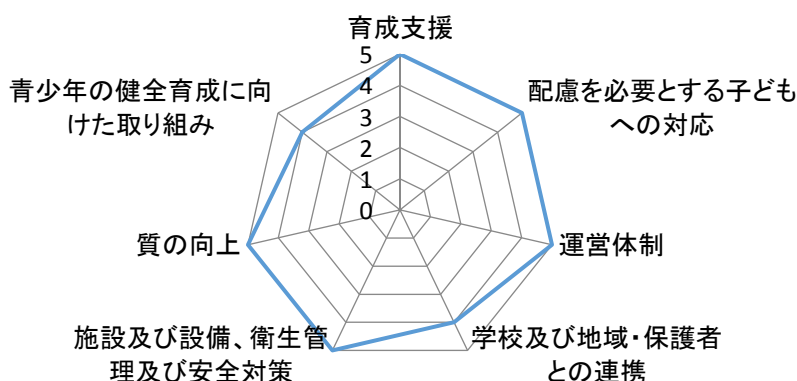 育成支援
5
4
3
2
1
0
配慮を必要とする子ども
への対応
運営体制
学校及び地域・保護者
との連携
施設及び設備、衛生管
理及び安全対策
質の向上
青少年の健全育成に向
けた取り組み